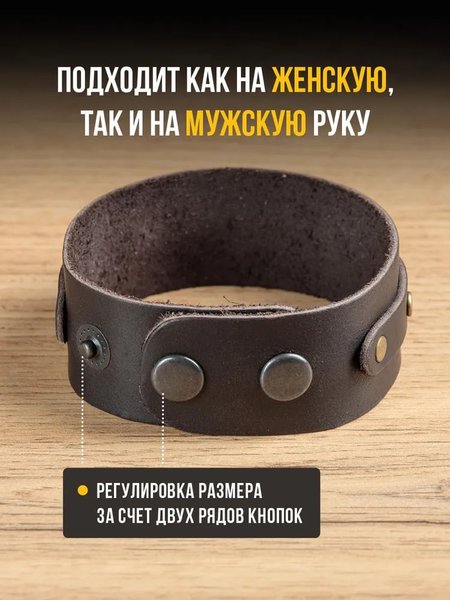 ПОДХОДИТ КАК НА ЖЕНСКУЮ,
ТАК И НА МУЖСКУЮ РУКУ
РЕГУЛИРОВКА РАЗМЕРА
ЗА СЧЕТ ДВУХ РЯДОВ КНОПОК